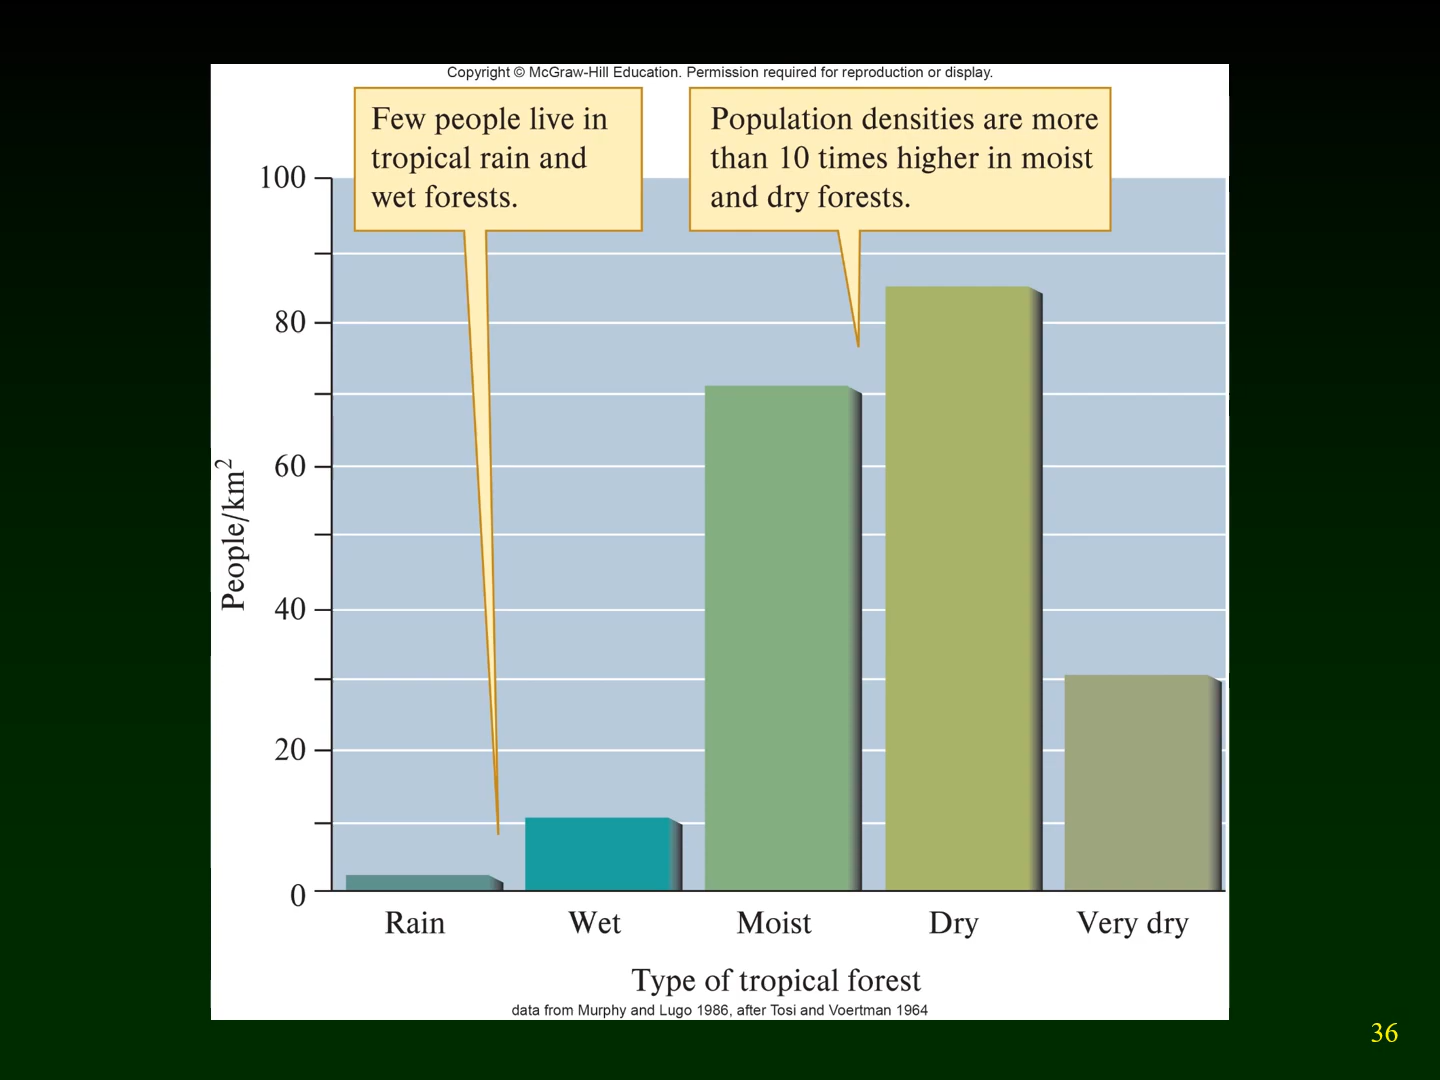 Copyright © McGraw-Hill Education. Permission required for reproduction or display.
Few people live in
tropical rain and
wet forests.
Population densities are more
than 10 times higher in moist
and dry forests.
100
80
60
40
20
0
People/km²
Rain Wet Moist Dry Very dry
Type of tropical forest
data from Murphy and Lugo 1986, after Tosi and Voertman 1964
36